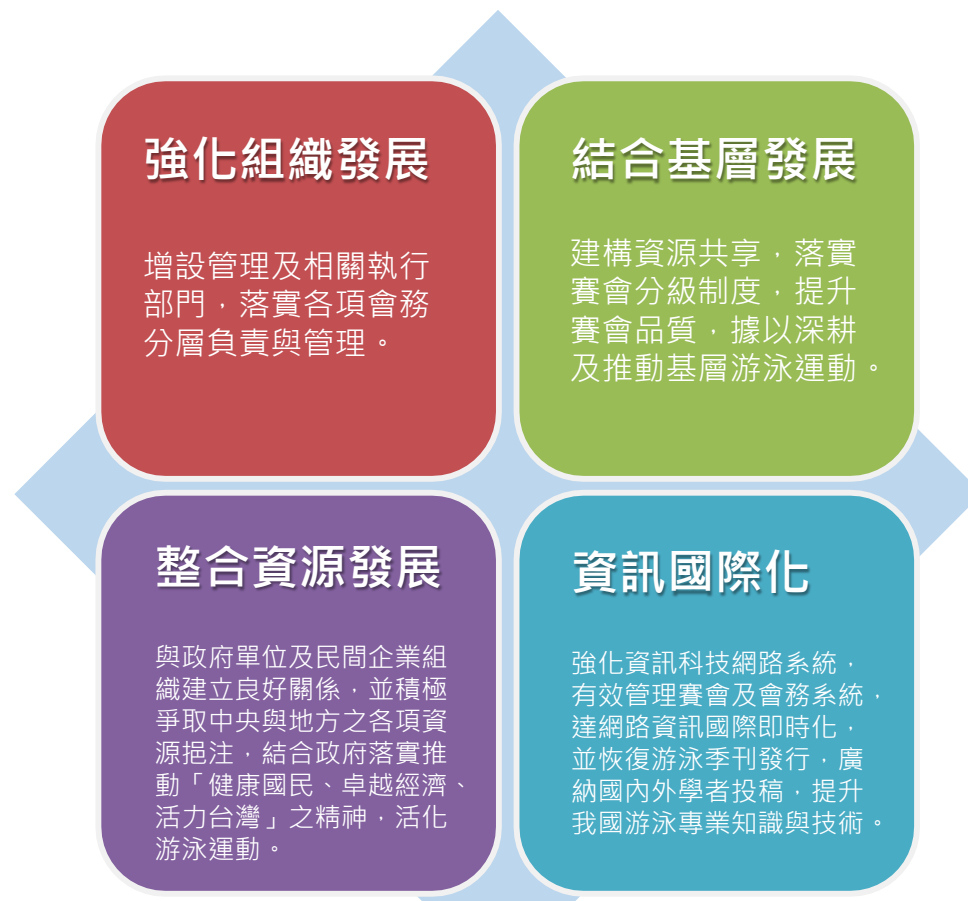 強化組織發展
增設管理及相關執行
部門，落實各項會務
分層負責與管理。
結合基層發展
建構資源共享，落實
賽會分級制度，提升
賽會品質，據以深耕
及推動基層游泳運動。
整合資源發展
與政府單位及民間企業組
織建立良好關係，並積極
爭取中央與地方之各項資
源挹注，結合政府落實推
動「健康國民、卓越經濟、
活力台灣」之精神，活化
游泳運動。
資訊國際化
強化資訊科技網路系統，
有效管理賽會及會務系統，
達網路資訊國際即時化，
並恢復游泳季刊發行，廣
納國內外學者投稿，提升
我國游泳專業知識與技術。